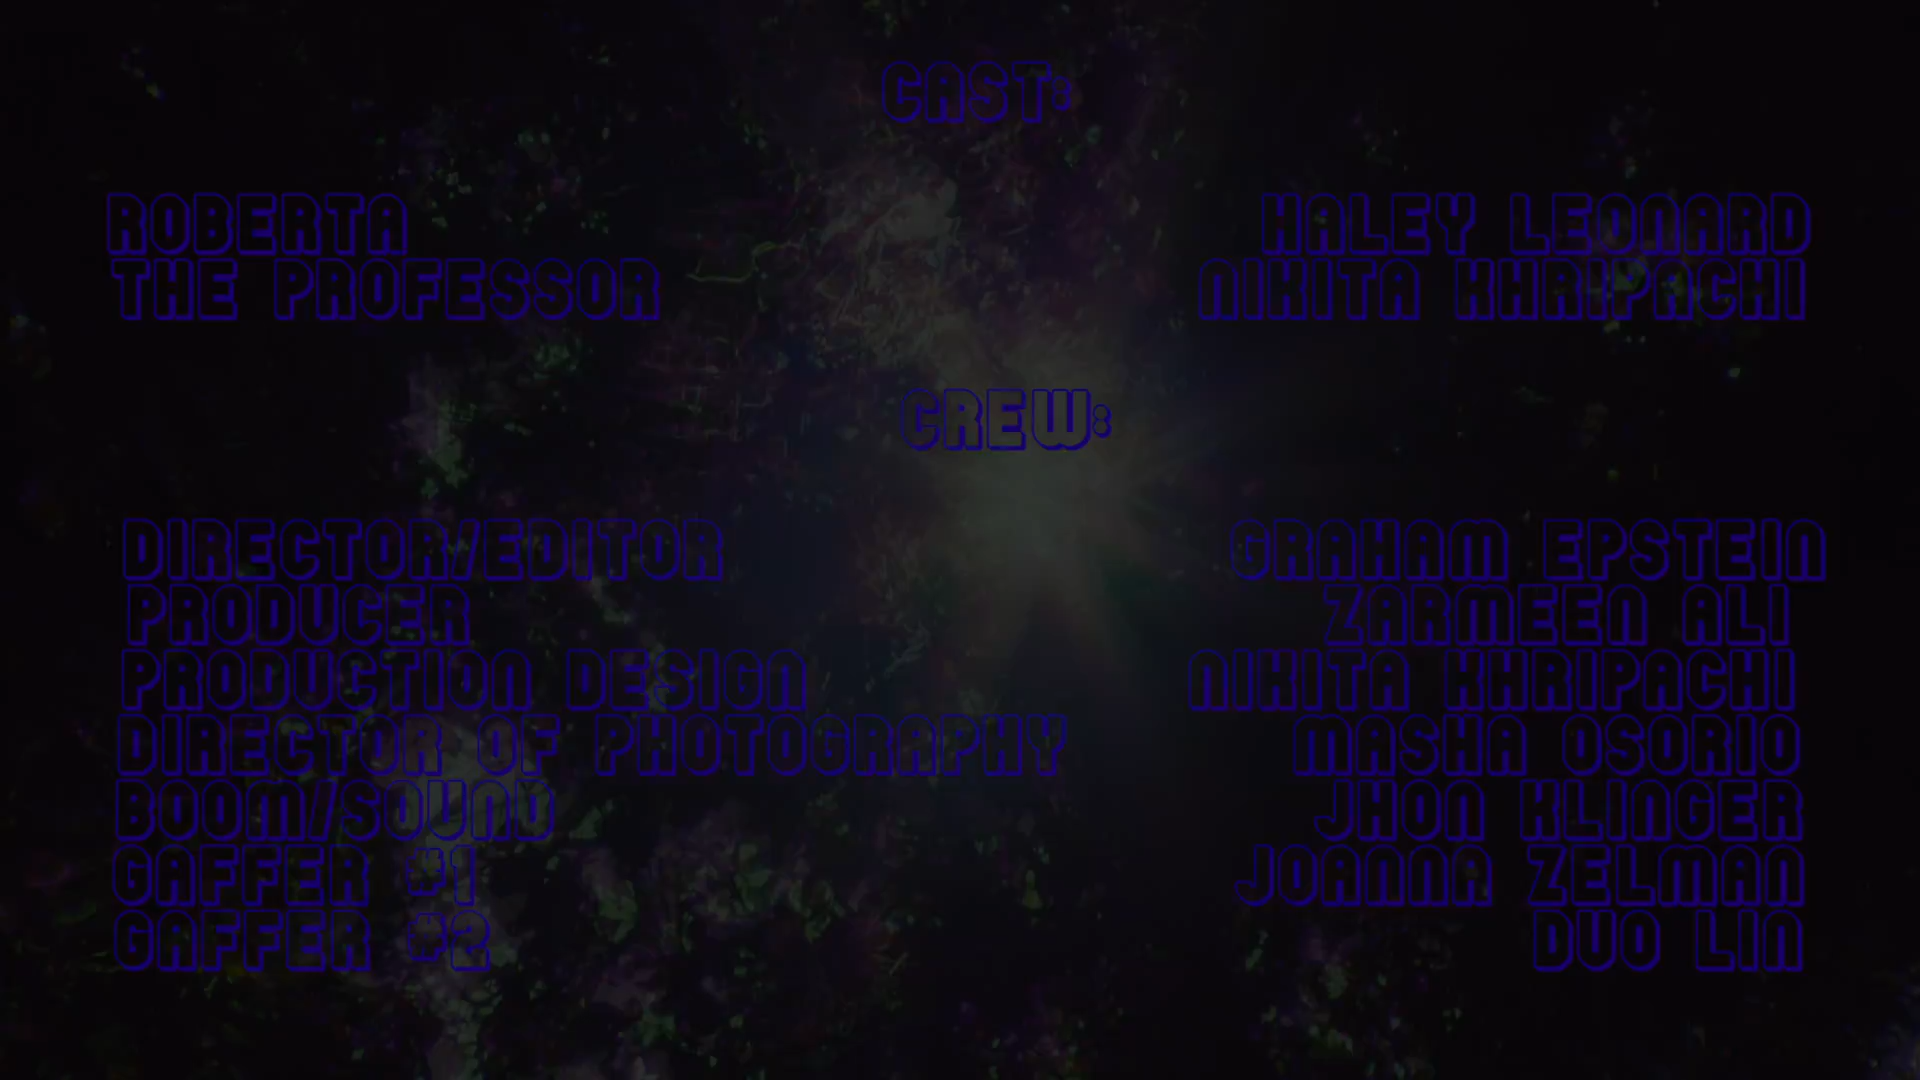 CAST:
ROBERTA HALEY LEONARD
THE PROFESSOR NIKITA KHRIPACHI
CREW:
DIRECTOR/EDITOR GRAHAM EPSTEIN
PRODUCER ZARMEEN ALI
PRODUCTION DESIGN NIKITA KHRIPACHI
DIRECTOR OF PHOTOGRAPHY MASHA OSORIO
BOOM/SOUND JHON KLINGER
GAFFER #1 JOANNA ZELMAN
GAFFER #2 DUO LIN